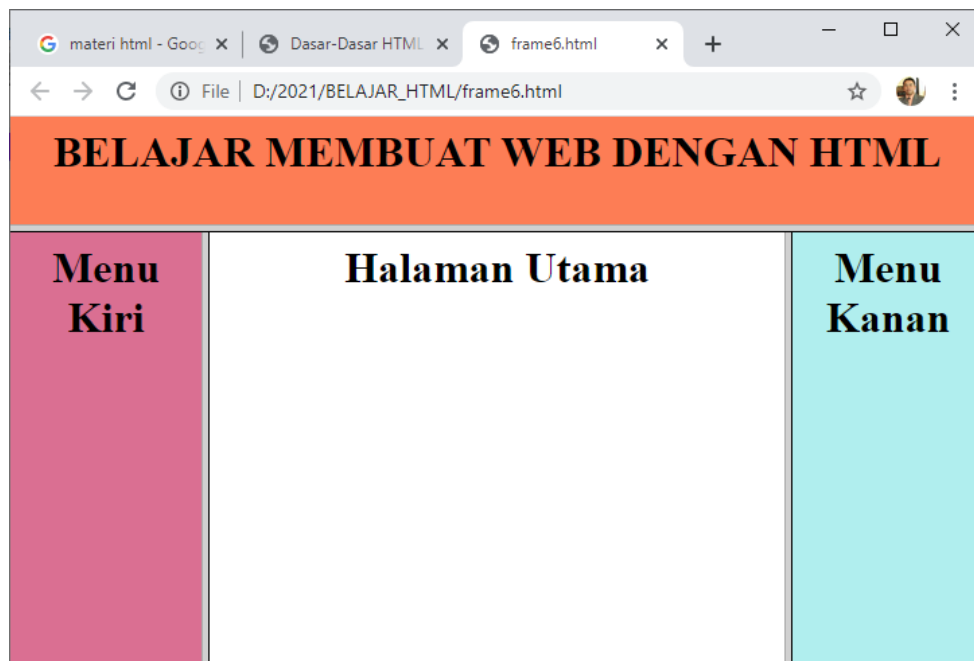 materi html - Goog
Dasar-Dasar HTML
frame6.html
File
D:/2021/BELAJAR_HTML/frame6.html
BELAJAR MEMBUAT WEB DENGAN HTML
Menu
Kiri
Halaman Utama
Menu
Kanan